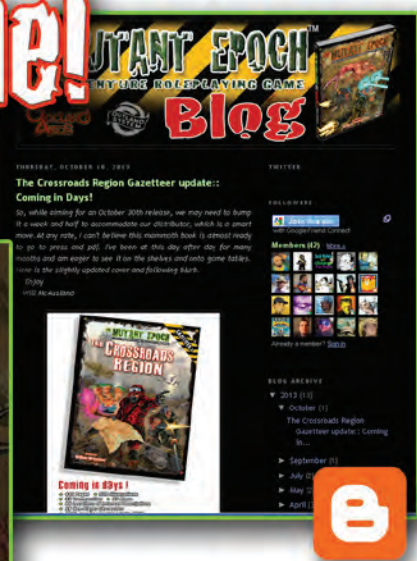 ne!
MUTANT EPOCH™
ADVENTURE ROLEPLAYING GAME
Blog
OUTLAND
ARTS
THURSDAY, OCTOBER 10, 2013
The Crossroads Region Gazetteer update::
Coming in Days!
So, while aiming for an October 30th release, we may need to bump
it a week and half to accommodate our distributor, which is a smart
move. At any rate, I can't believe this mammoth book is almost ready
to go to press and pdf. I've been at this day after day for many
months and am eager to see it on the shelves and onto game tables.
Here is the slightly updated cover and following blurb.
Enjoy
Will McAusland
THE MUTANT EPOCH
THE CROSSROADS
REGION
Coming in days !
TWITTER
FOLLOWERS
Join this site
with Google Friend Connect
Members (42) More »
Already a member? Sign in
BLOG ARCHIVE
▼ 2013 (13)
▼ October (1)
The Crossroads Region
Gazetteer update:: Coming
in...
► September (1)
► July
► May
► April